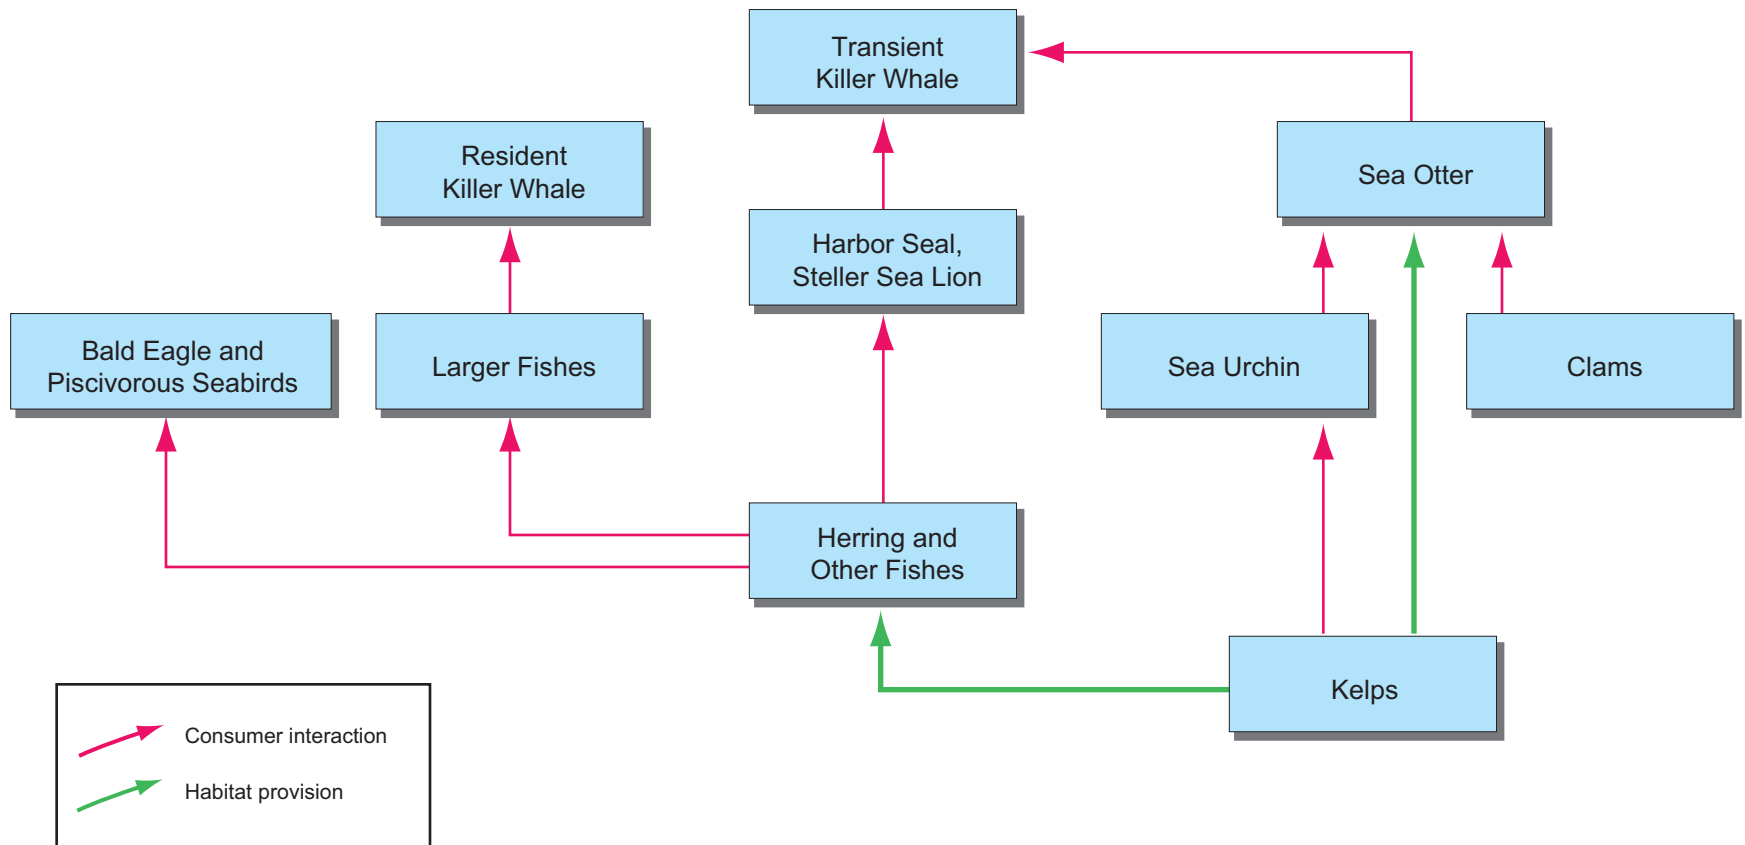 Transient
Killer Whale
Resident
Killer Whale
Sea Otter
Harbor Seal,
Steller Sea Lion
Bald Eagle and
Piscivorous Seabirds
Larger Fishes
Sea Urchin
Clams
Herring and
Other Fishes
Kelps
Consumer interaction
Habitat provision